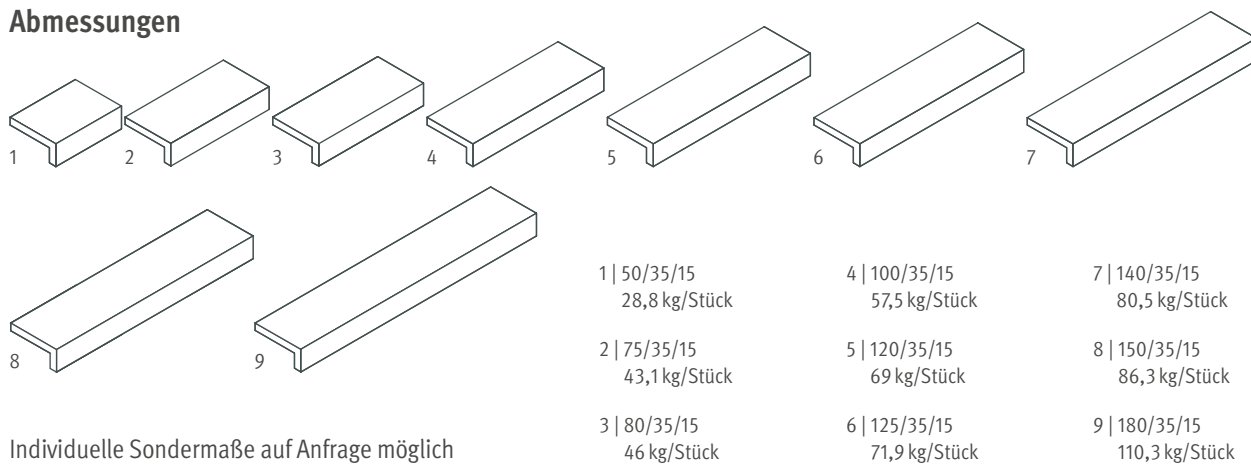 Abmessungen
1
2
3
4
5
6
7
8
9
1 | 50/35/15
28,8 kg/Stück
2 | 75/35/15
43,1 kg/Stück
3 | 80/35/15
46 kg/Stück
4 | 100/35/15
57,5 kg/Stück
5 | 120/35/15
69 kg/Stück
6 | 125/35/15
71,9 kg/Stück
7 | 140/35/15
80,5 kg/Stück
8 | 150/35/15
86,3 kg/Stück
9 | 180/35/15
110,3 kg/Stück
Individuelle Sondermaße auf Anfrage möglich